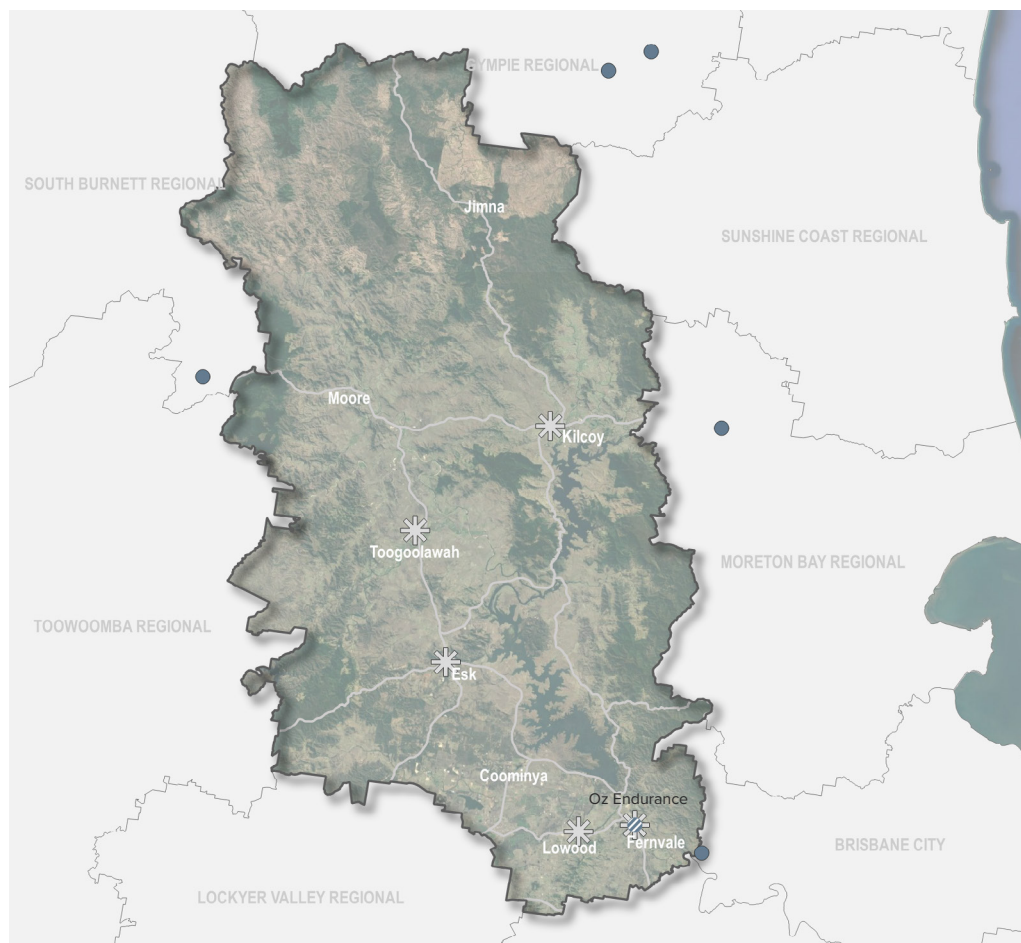 GYMPIE REGIONAL
SOUTH BURNETT REGIONAL
Jimna
SUNSHINE COAST REGIONAL
Moore
Kilcoy
Toogoolawah
MORETON BAY REGIONAL
TOOWOOMBA REGIONAL
Esk
Coominya
Oz Endurance
Lowood
Fernvale
BRISBANE CITY
LOCKYER VALLEY REGIONAL